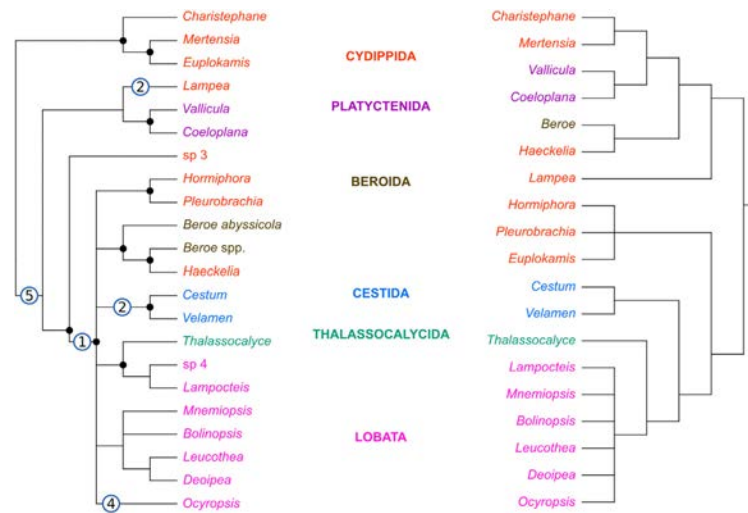 Charistephane
Mertensia
Euplokamis
Lampea
Vallicula
Coeloplana
sp 3
Hormiphora
Pleurobrachia
Beroe abyssicola
Beroe spp.
Haeckelia
Cestum
Velamen
Thalassocalyce
sp 4
Lampocteis
Mnemiopsis
Bolinopsis
Leucothea
Deoipea
Ocyropsis
2
5
2
1
4
CYDIPPIDA
PLATYCTENIDA
BEROIDA
CESTIDA
THALASSOCALYCIDA
LOBATA
Charistephane
Mertensia
Vallicula
Coeloplana
Beroe
Haeckelia
Lampea
Hormiphora
Pleurobrachia
Euplokamis
Cestum
Velamen
Thalassocalyce
Lampocteis
Mnemiopsis
Bolinopsis
Leucothea
Deoipea
Ocyropsis